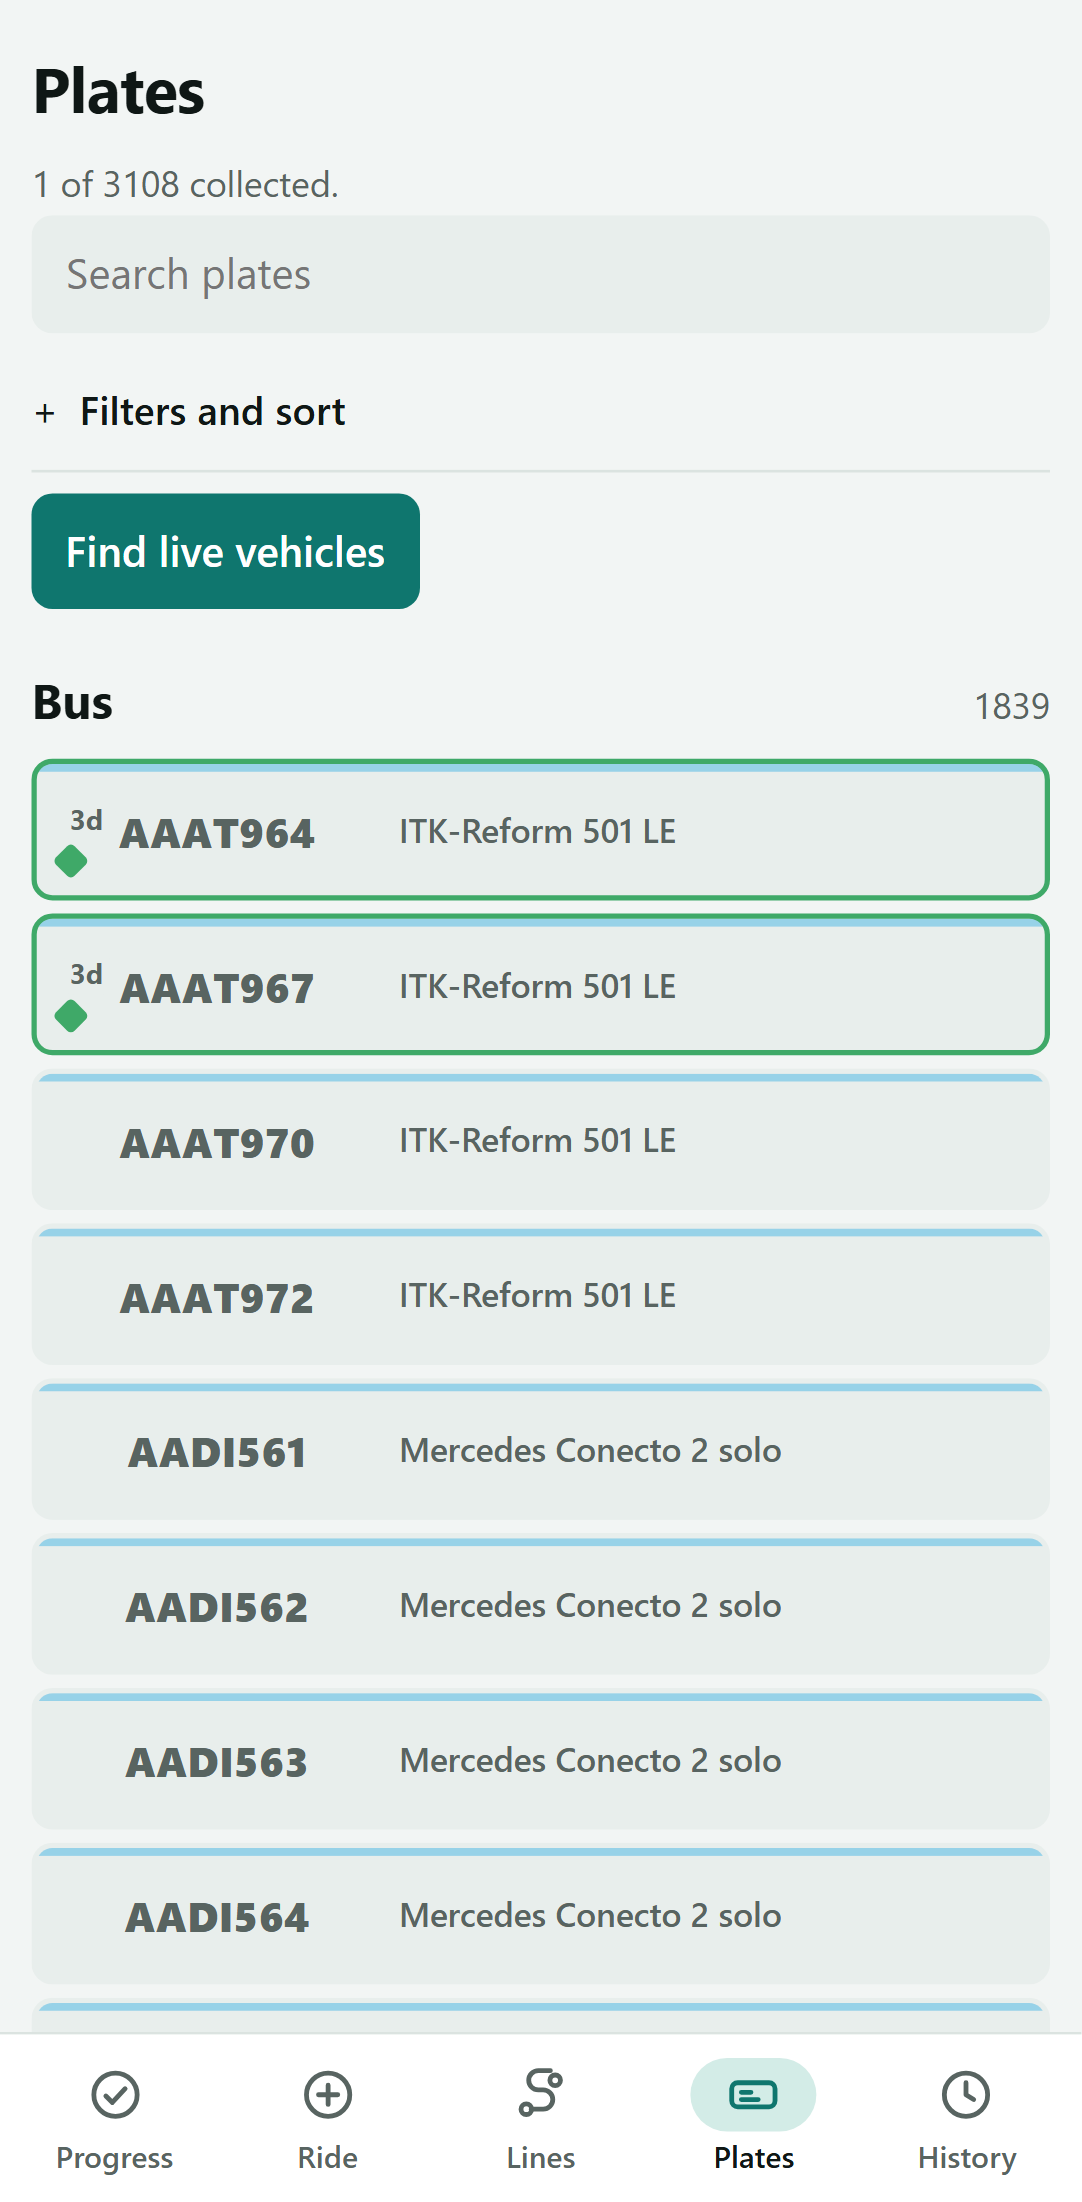 Plates
1 of 3108 collected.
Search plates
+ Filters and sort
Find live vehicles
Bus 1839
3d AAAT964 ITK-Reform 501 LE
3d AAAT967 ITK-Reform 501 LE
AAAT970 ITK-Reform 501 LE
AAAT972 ITK-Reform 501 LE
AADI561 Mercedes Conecto 2 solo
AADI562 Mercedes Conecto 2 solo
AADI563 Mercedes Conecto 2 solo
AADI564 Mercedes Conecto 2 solo
Progress Ride Lines Plates History